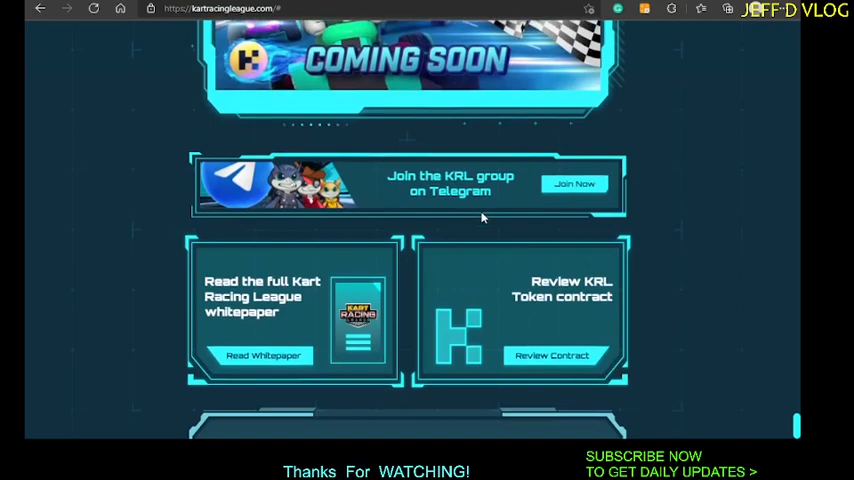 https://kartracingleague.com/#
JEFF D VLOG
COMING SOON
Join the KRL group
on Telegram
Join Now
Read the full Kart
Racing League
whitepaper
KART
RACING
Read Whitepaper
Review KRL
Token contract
Review Contract
Thanks For WATCHING!
SUBSCRIBE NOW
TO GET DAILY UPDATES >